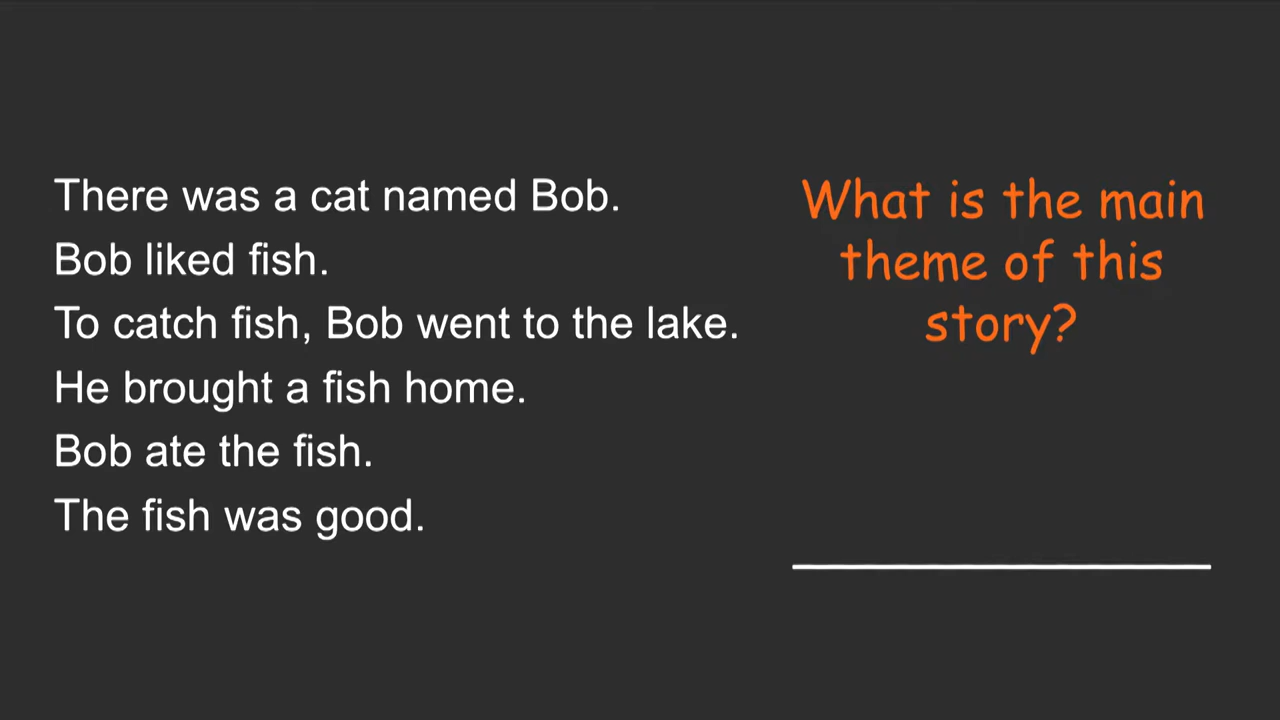 There was a cat named Bob.
Bob liked fish.
To catch fish, Bob went to the lake.
He brought a fish home.
Bob ate the fish.
The fish was good.
What is the main
theme of this
story?